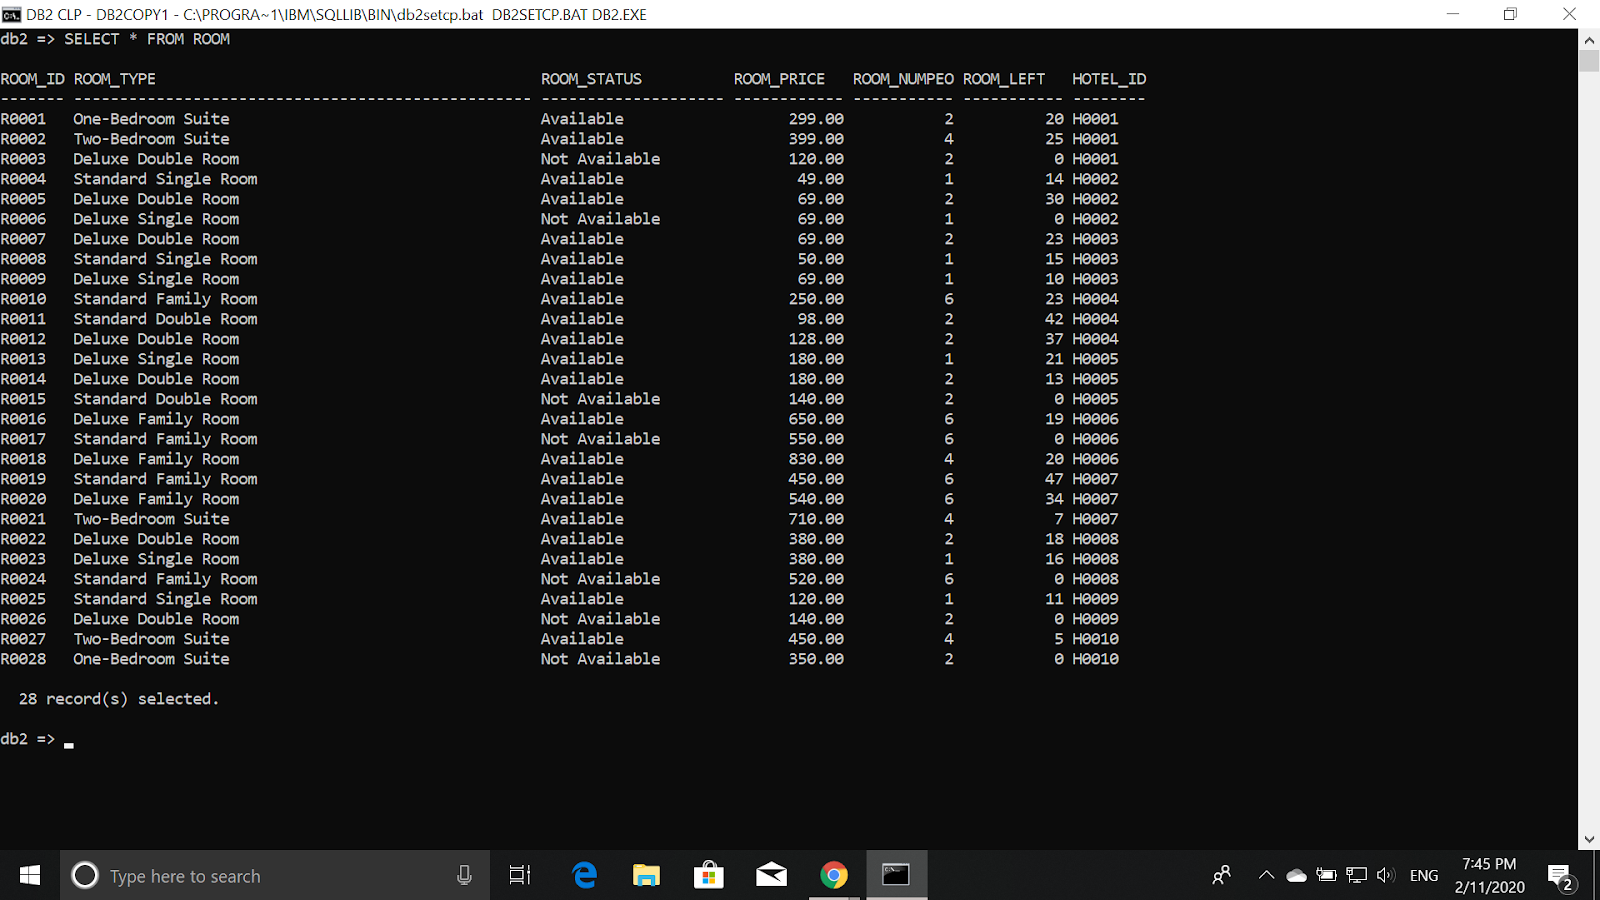 DB2 CLP - DB2COPY1 - C:\PROGRA~1\IBM\SQLLIB\BIN\db2setcp.bat  DB2SETCP.BAT DB2.EXE
db2 => SELECT * FROM ROOM
ROOM_ID ROOM_TYPE ROOM_STATUS ROOM_PRICE ROOM_NUMPEO ROOM_LEFT HOTEL_ID
------- -------------------------------------------------- -------------------- ------------ ----------- ----------- --------
R0001 One-Bedroom Suite Available 299.00 2 20 H0001
R0002 Two-Bedroom Suite Available 399.00 4 25 H0001
R0003 Deluxe Double Room Not Available 120.00 2 0 H0001
R0004 Standard Single Room Available 49.00 1 14 H0002
R0005 Deluxe Double Room Available 69.00 2 30 H0002
R0006 Deluxe Single Room Not Available 69.00 1 0 H0002
R0007 Deluxe Double Room Available 69.00 2 23 H0003
R0008 Standard Single Room Available 50.00 1 15 H0003
R0009 Deluxe Single Room Available 69.00 1 10 H0003
R0010 Standard Family Room Available 250.00 6 23 H0004
R0011 Standard Double Room Available 98.00 2 42 H0004
R0012 Deluxe Double Room Available 128.00 2 37 H0004
R0013 Deluxe Single Room Available 180.00 1 21 H0005
R0014 Deluxe Double Room Available 180.00 2 13 H0005
R0015 Standard Double Room Not Available 140.00 2 0 H0005
R0016 Deluxe Family Room Available 650.00 6 19 H0006
R0017 Standard Family Room Not Available 550.00 6 0 H0006
R0018 Deluxe Family Room Available 830.00 4 20 H0006
R0019 Standard Family Room Available 450.00 6 47 H0007
R0020 Deluxe Family Room Available 540.00 6 34 H0007
R0021 Two-Bedroom Suite Available 710.00 4 7 H0007
R0022 Deluxe Double Room Available 380.00 2 18 H0008
R0023 Deluxe Single Room Available 380.00 1 16 H0008
R0024 Standard Family Room Not Available 520.00 6 0 H0008
R0025 Standard Single Room Available 120.00 1 11 H0009
R0026 Deluxe Double Room Not Available 140.00 2 0 H0009
R0027 Two-Bedroom Suite Available 450.00 4 5 H0010
R0028 One-Bedroom Suite Not Available 350.00 2 0 H0010
28 record(s) selected.
db2 =>
Type here to search
ENG
7:45 PM
2/11/2020
2